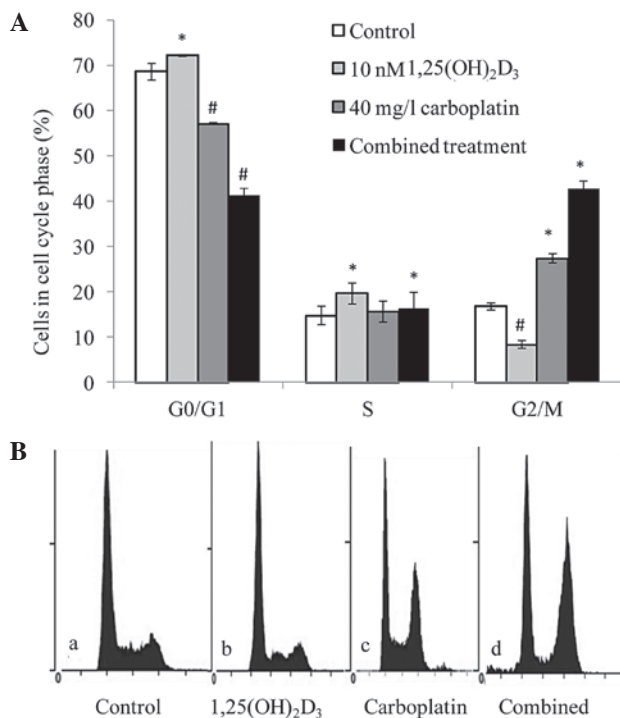 A
Cells in cell cycle phase (%)
80
70
60
50
40
30
20
10
0
Control
10 nM 1,25(OH)₂D₃
40 mg/l carboplatin
Combined treatment
*
#
#
*
*
#
*
*
G0/G1 S G2/M
B
a b c d
0 0 0 0
Control 1,25(OH)₂D₃ Carboplatin Combined